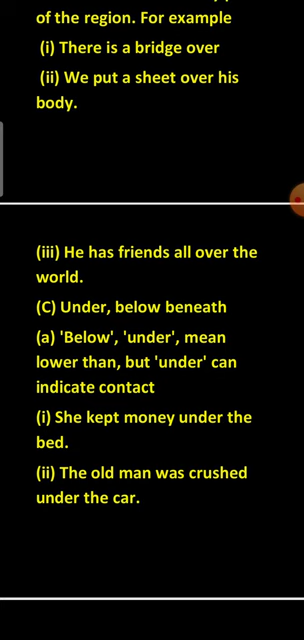 of the region. For example
(i) There is a bridge over
(ii) We put a sheet over his
body.
(iii) He has friends all over the
world.
(C) Under, below beneath
(a) 'Below', 'under', mean
lower than, but 'under' can
indicate contact
(i) She kept money under the
bed.
(ii) The old man was crushed
under the car.